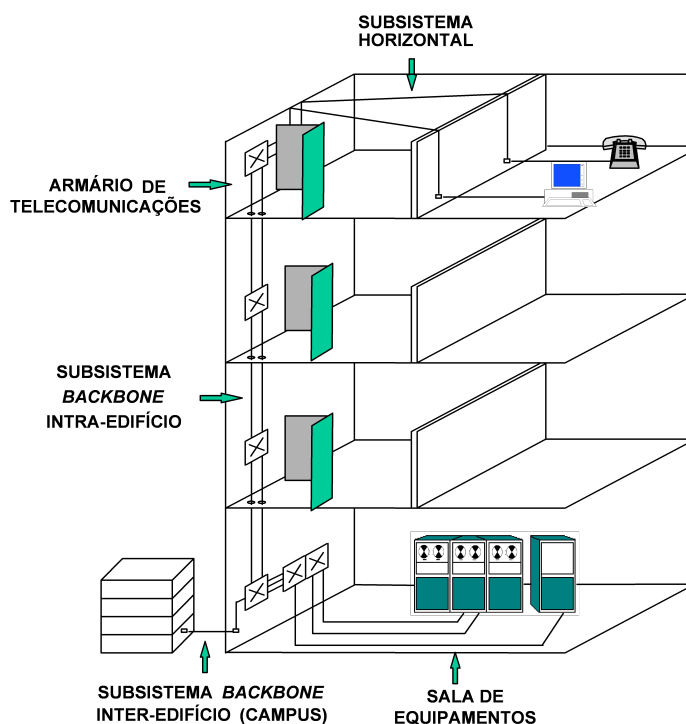 SUBSISTEMA
HORIZONTAL
ARMÁRIO DE
TELECOMUNICAÇÕES
SUBSISTEMA
BACKBONE
INTRA-EDIFÍCIO
SUBSISTEMA BACKBONE
INTER-EDIFÍCIO (CAMPUS)
SALA DE
EQUIPAMENTOS